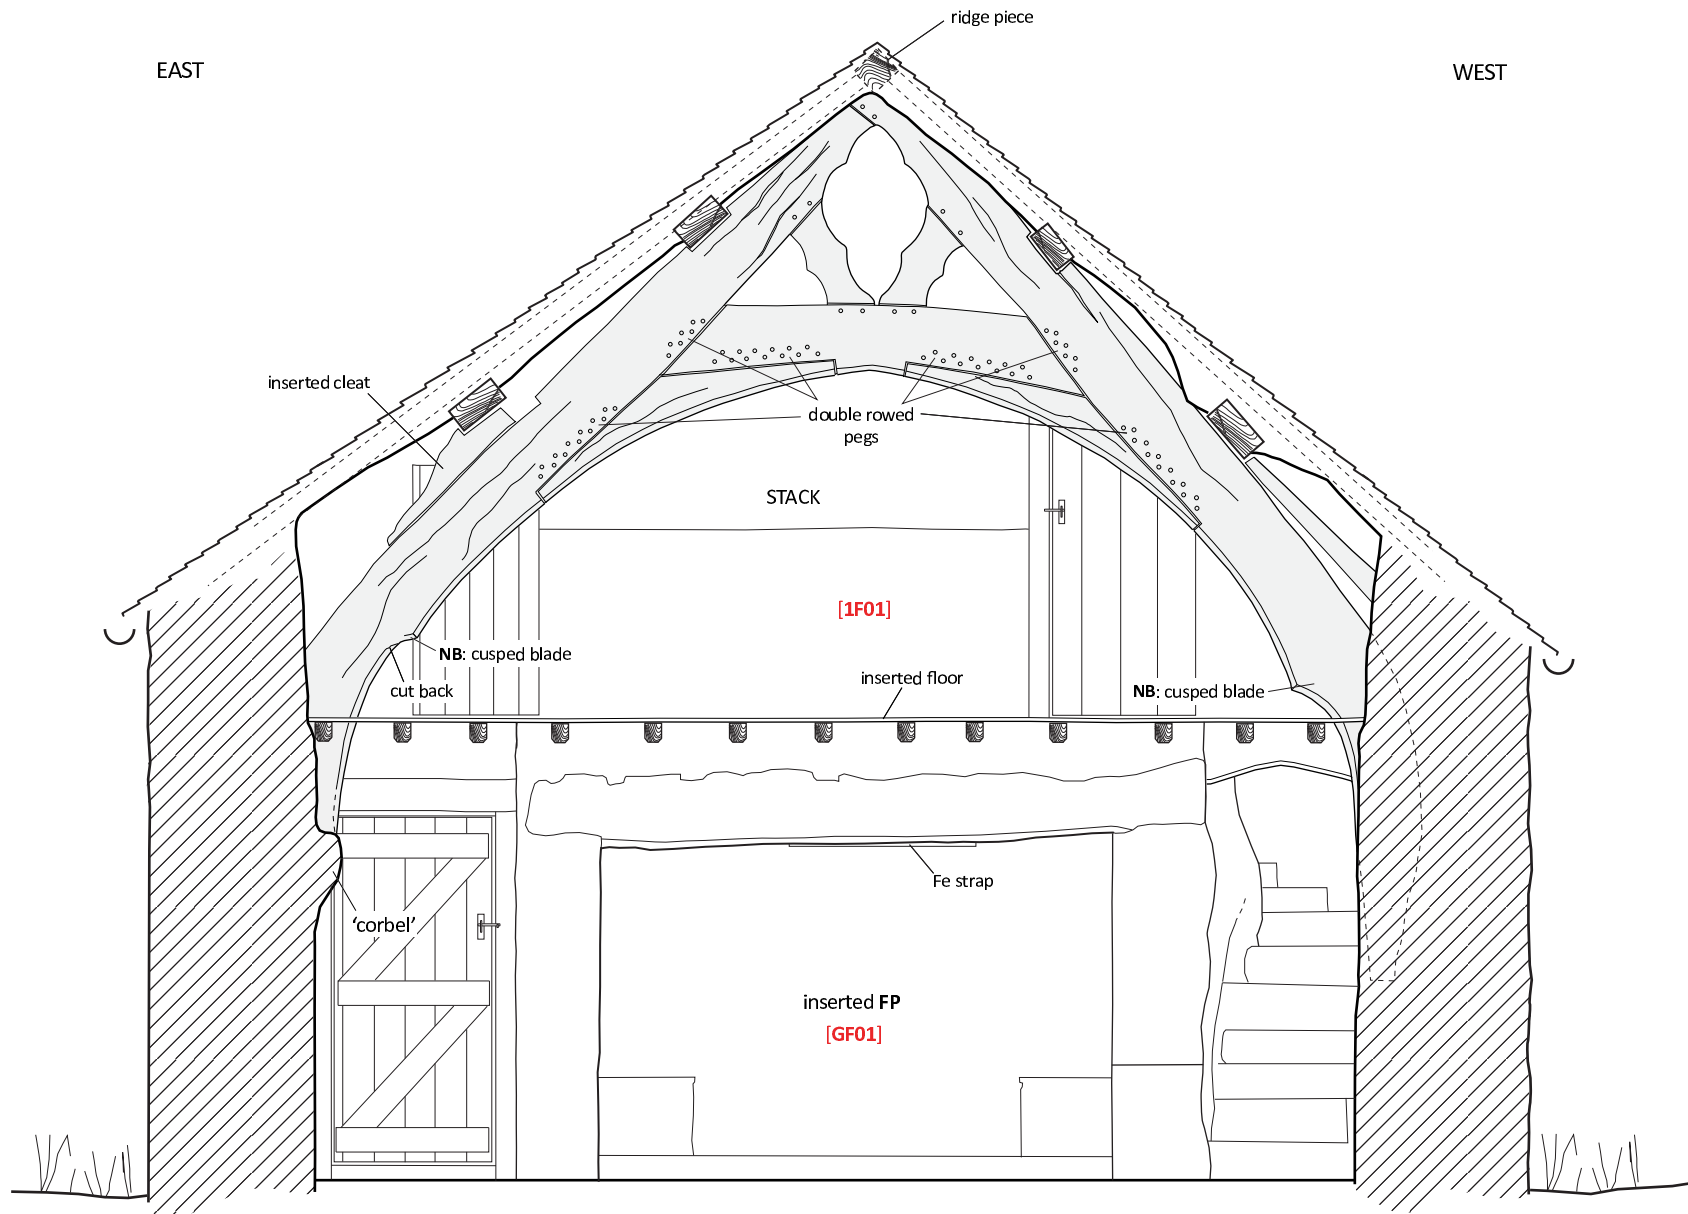 ridge piece
EAST
WEST
inserted cleat
double rowed
pegs
STACK
[1F01]
NB: cusped blade
cut back
inserted floor
NB: cusped blade
Fe strap
‘corbel’
inserted FP
[GF01]